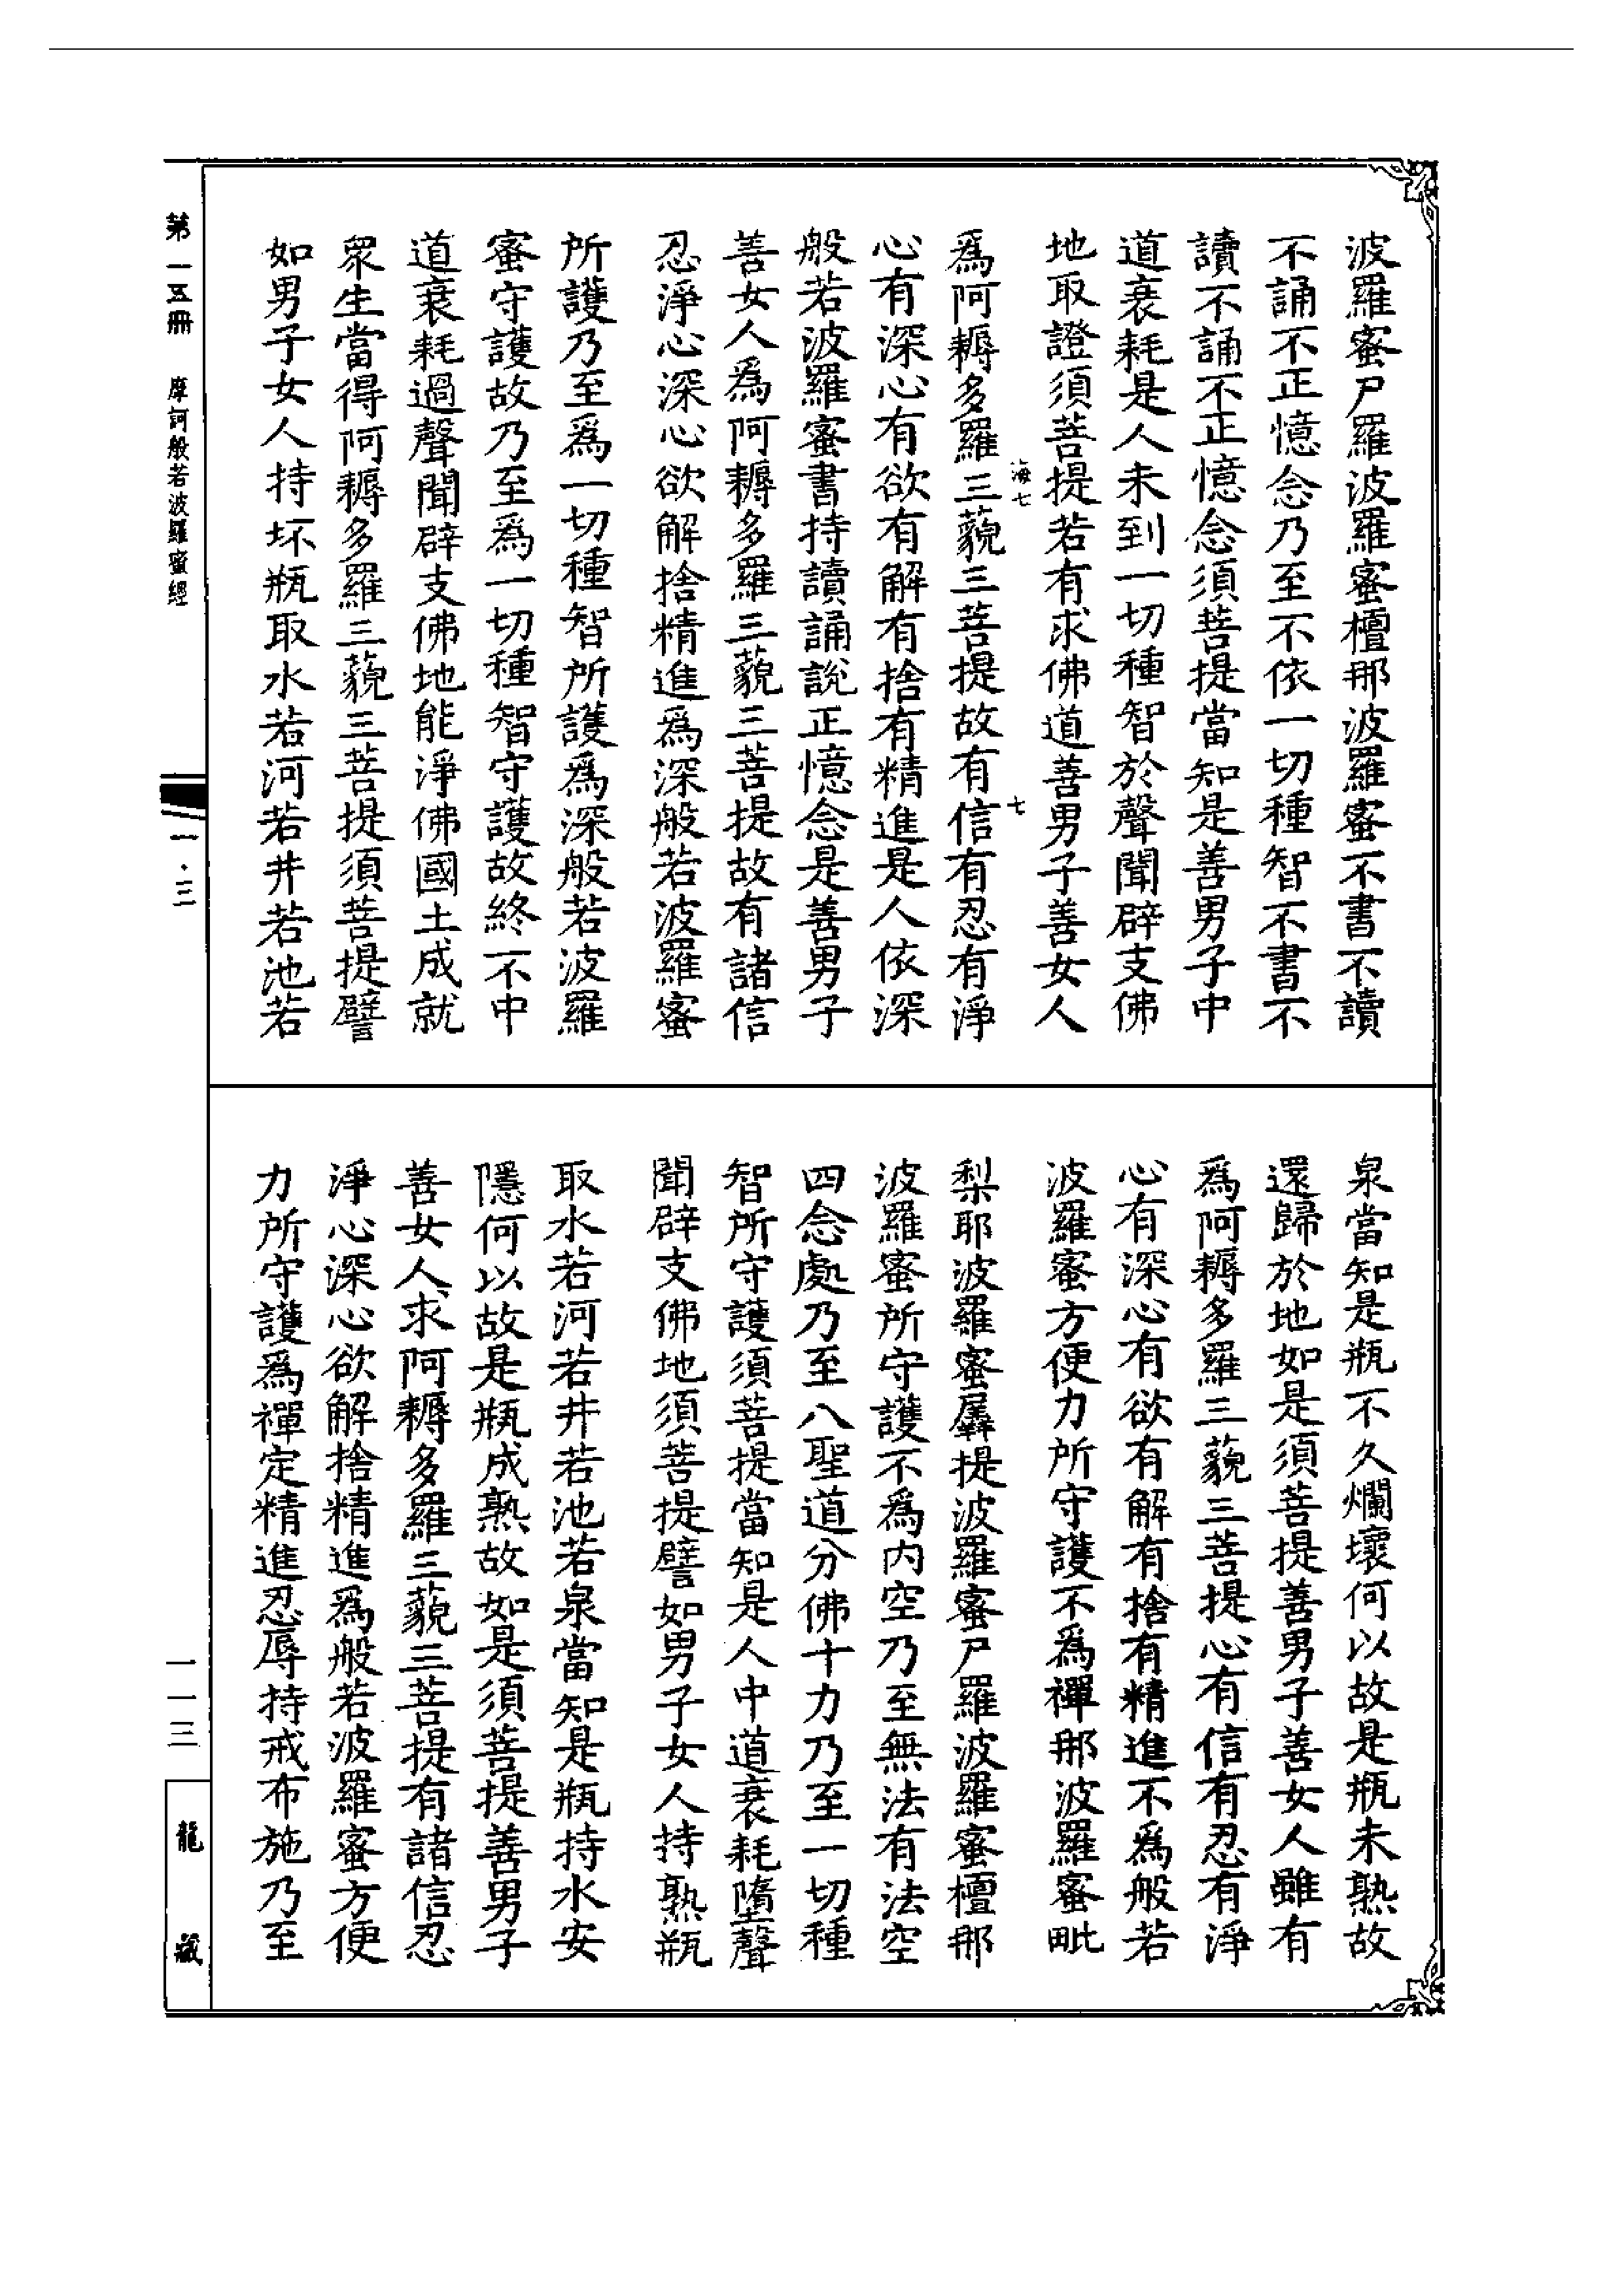 波羅蜜尸羅波羅蜜檀那波羅蜜不書不讀
不誦不正憶念乃至不依一切種智不書不
讀不誦不正憶念須菩提當知是善男子中
道衰耗是人未到一切種智於聲聞辟支佛
地取證須菩提若有求佛道善男子善女人
海七
七
爲阿耨多羅三藐三菩提故有信有忍有淨
心有深心有欲有解有捨有精進是人依深
般若波羅蜜書持讀誦說正憶念是善男子
善女人爲阿耨多羅三藐三菩提故有諸信
忍淨心深心欲解捨精進爲深般若波羅蜜
所護乃至爲一切種智所護爲深般若波羅
蜜守護故乃至爲一切種智守護故終不中
道衰耗過聲聞辟支佛地能淨佛國土成就
衆生當得阿耨多羅三藐三菩提須菩提譬
如男子女人持坏瓶取水若河若井若池若
泉當知是瓶不久爛壞何以故是瓶未熟故
還歸於地如是須菩提善男子善女人雖有
爲阿耨多羅三藐三菩提心有信有忍有淨
心有深心有欲有解有捨有精進不爲般若
波羅蜜方便力所守護不爲禪那波羅蜜毗
梨耶波羅蜜羼提波羅蜜尸羅波羅蜜檀那
波羅蜜所守護不爲内空乃至無法有法空
四念處乃至八聖道分佛十力乃至一切種
智所守護須菩提當知是人中道衰耗墮聲
聞辟支佛地須菩提譬如男子女人持熟瓶
取水若河若井若池若泉當知是瓶持水安
隱何以故是瓶成熟故如是須菩提善男子
善女人求阿耨多羅三藐三菩提有諸信忍
淨心深心欲解捨精進爲般若波羅蜜方便
力所守護爲禪定精進忍辱持戒布施乃至
第一五冊 摩訶般若波羅蜜經
一·三
一一三
龍藏